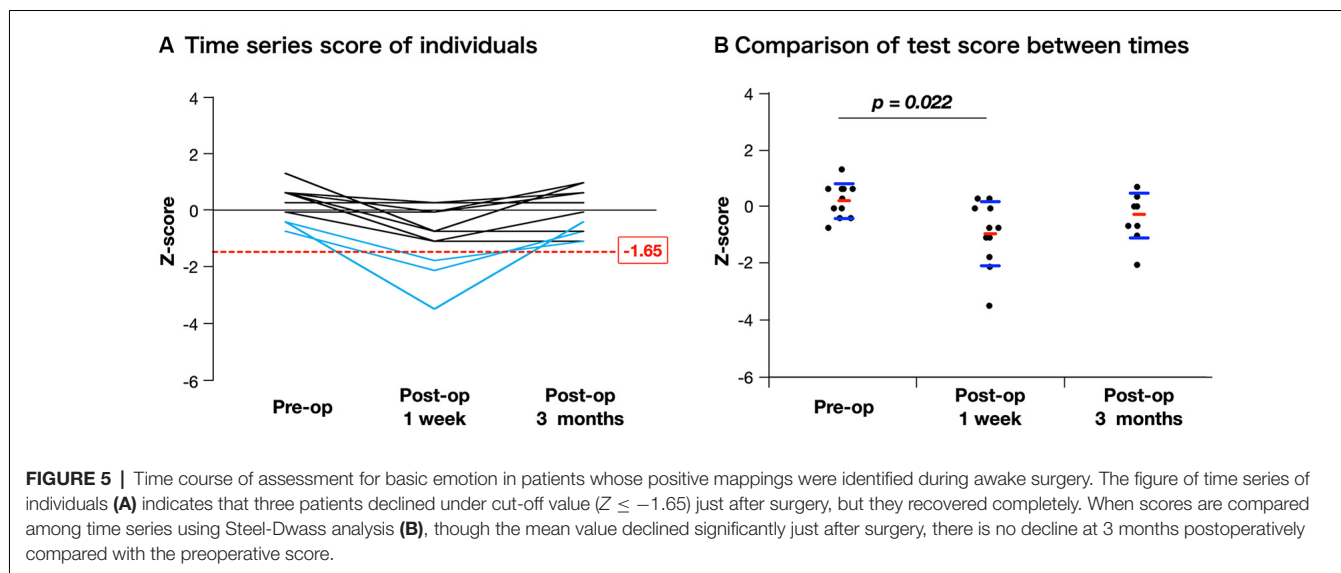 A Time series score of individuals
4
2
0
-2
-4
-6
Z-score
-1.65
Pre-op
Post-op
1 week
Post-op
3 months
B Comparison of test score between times
p = 0.022
4
2
0
-2
-4
-6
Z-score
Pre-op
Post-op
1 week
Post-op
3 months
FIGURE 5 | Time course of assessment for basic emotion in patients whose positive mappings were identified during awake surgery. The figure of time series of
individuals (A) indicates that three patients declined under cut-off value (Z ≤ −1.65) just after surgery, but they recovered completely. When scores are compared
among time series using Steel-Dwass analysis (B), though the mean value declined significantly just after surgery, there is no decline at 3 months postoperatively
compared with the preoperative score.